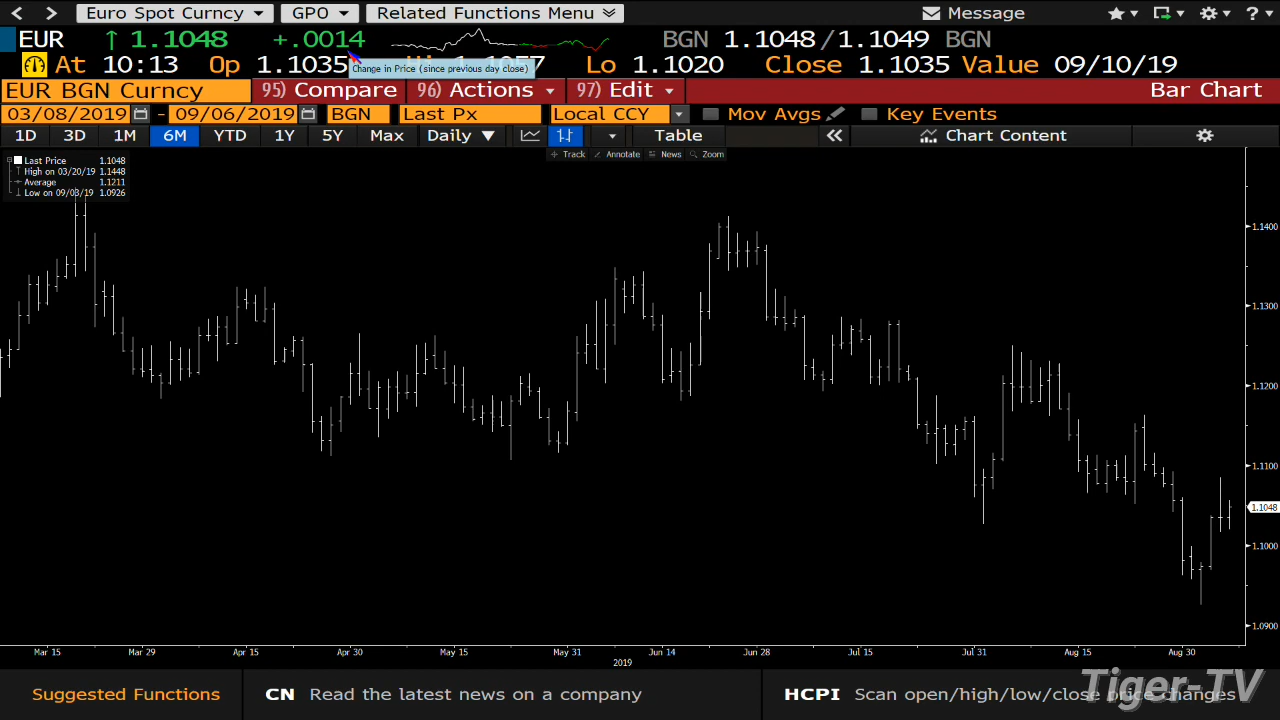 Euro Spot Curncy GPO Related Functions Menu Message
EUR ↑ 1.1048 +.0014 BGN 1.1048/1.1049 BGN
At 10:13 Op 1.1035 1.1057 Lo 1.1020 Close 1.1035 Value 09/10/19
Change in Price (since previous day close)
EUR BGN Curncy 95) Compare 96) Actions 97) Edit Bar Chart
03/08/2019 - 09/06/2019 BGN Last Px Local CCY Mov Avgs Key Events
1D 3D 1M 6M YTD 1Y 5Y Max Daily ▼ Table « Chart Content
Track Annotate News Zoom
Last Price 1.1048
High on 03/20/19 1.1448
Average 1.1211
Low on 09/03/19 1.0926
1.1400
1.1300
1.1200
1.1100
1.1048
1.1000
1.0900
Mar 15 Mar 29 Apr 15 Apr 30 May 15 May 31 Jun 14 Jun 28 Jul 15 Jul 31 Aug 15 Aug 30
2019
Suggested Functions CN Read the latest news on a company HCPI Scan open/high/low/close price changes
Tiger-TV